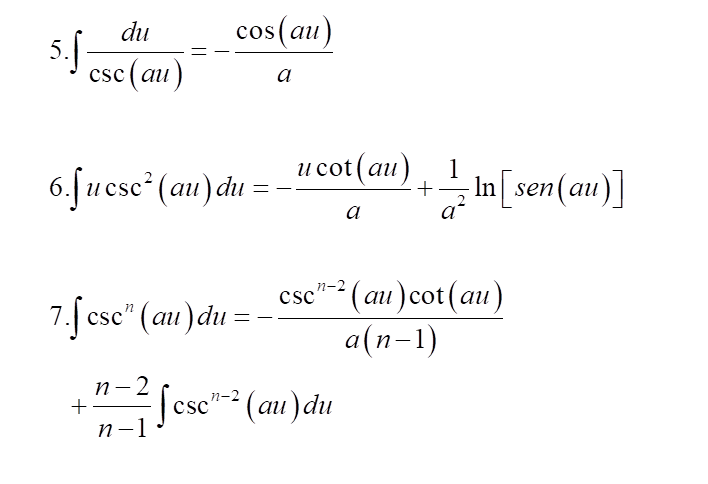 5.∫ du/csc(au) = − cos(au)/a
6.∫ u csc²(au) du = − u cot(au)/a + 1/a² ln[sen(au)]
7.∫ cscⁿ(au) du = − cscⁿ⁻²(au)cot(au)/a(n−1)
+ n−2/n−1 ∫ cscⁿ⁻²(au) du